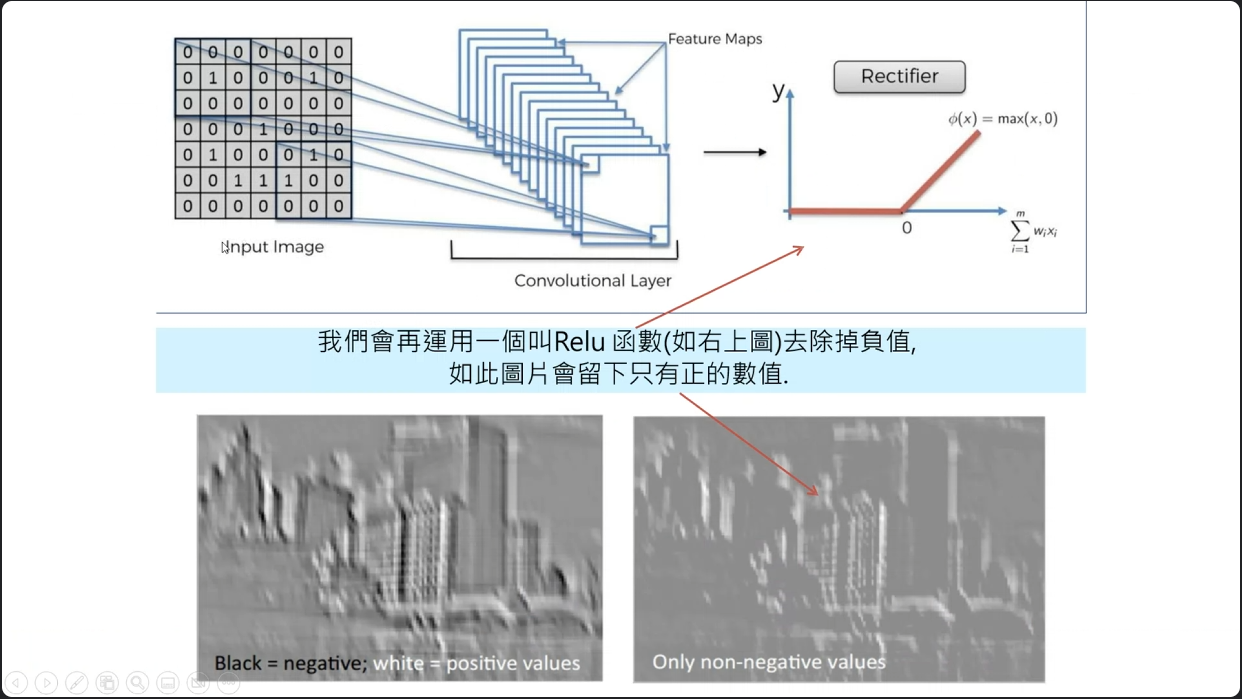 0 0 0 0 0 0 0
0 1 0 0 0 1 0
0 0 0 0 0 0 0
0 0 0 1 0 0 0
0 1 0 0 0 1 0
0 0 1 1 1 0 0
0 0 0 0 0 0 0
Input Image
Feature Maps
Convolutional Layer
Rectifier
y
ϕ(x) = max(x, 0)
0
m
∑ wᵢxᵢ
i=1
我們會再運用一個叫Relu 函數(如右上圖)去除掉負值,
如此圖片會留下只有正的數值.
Black = negative; white = positive values
Only non-negative values